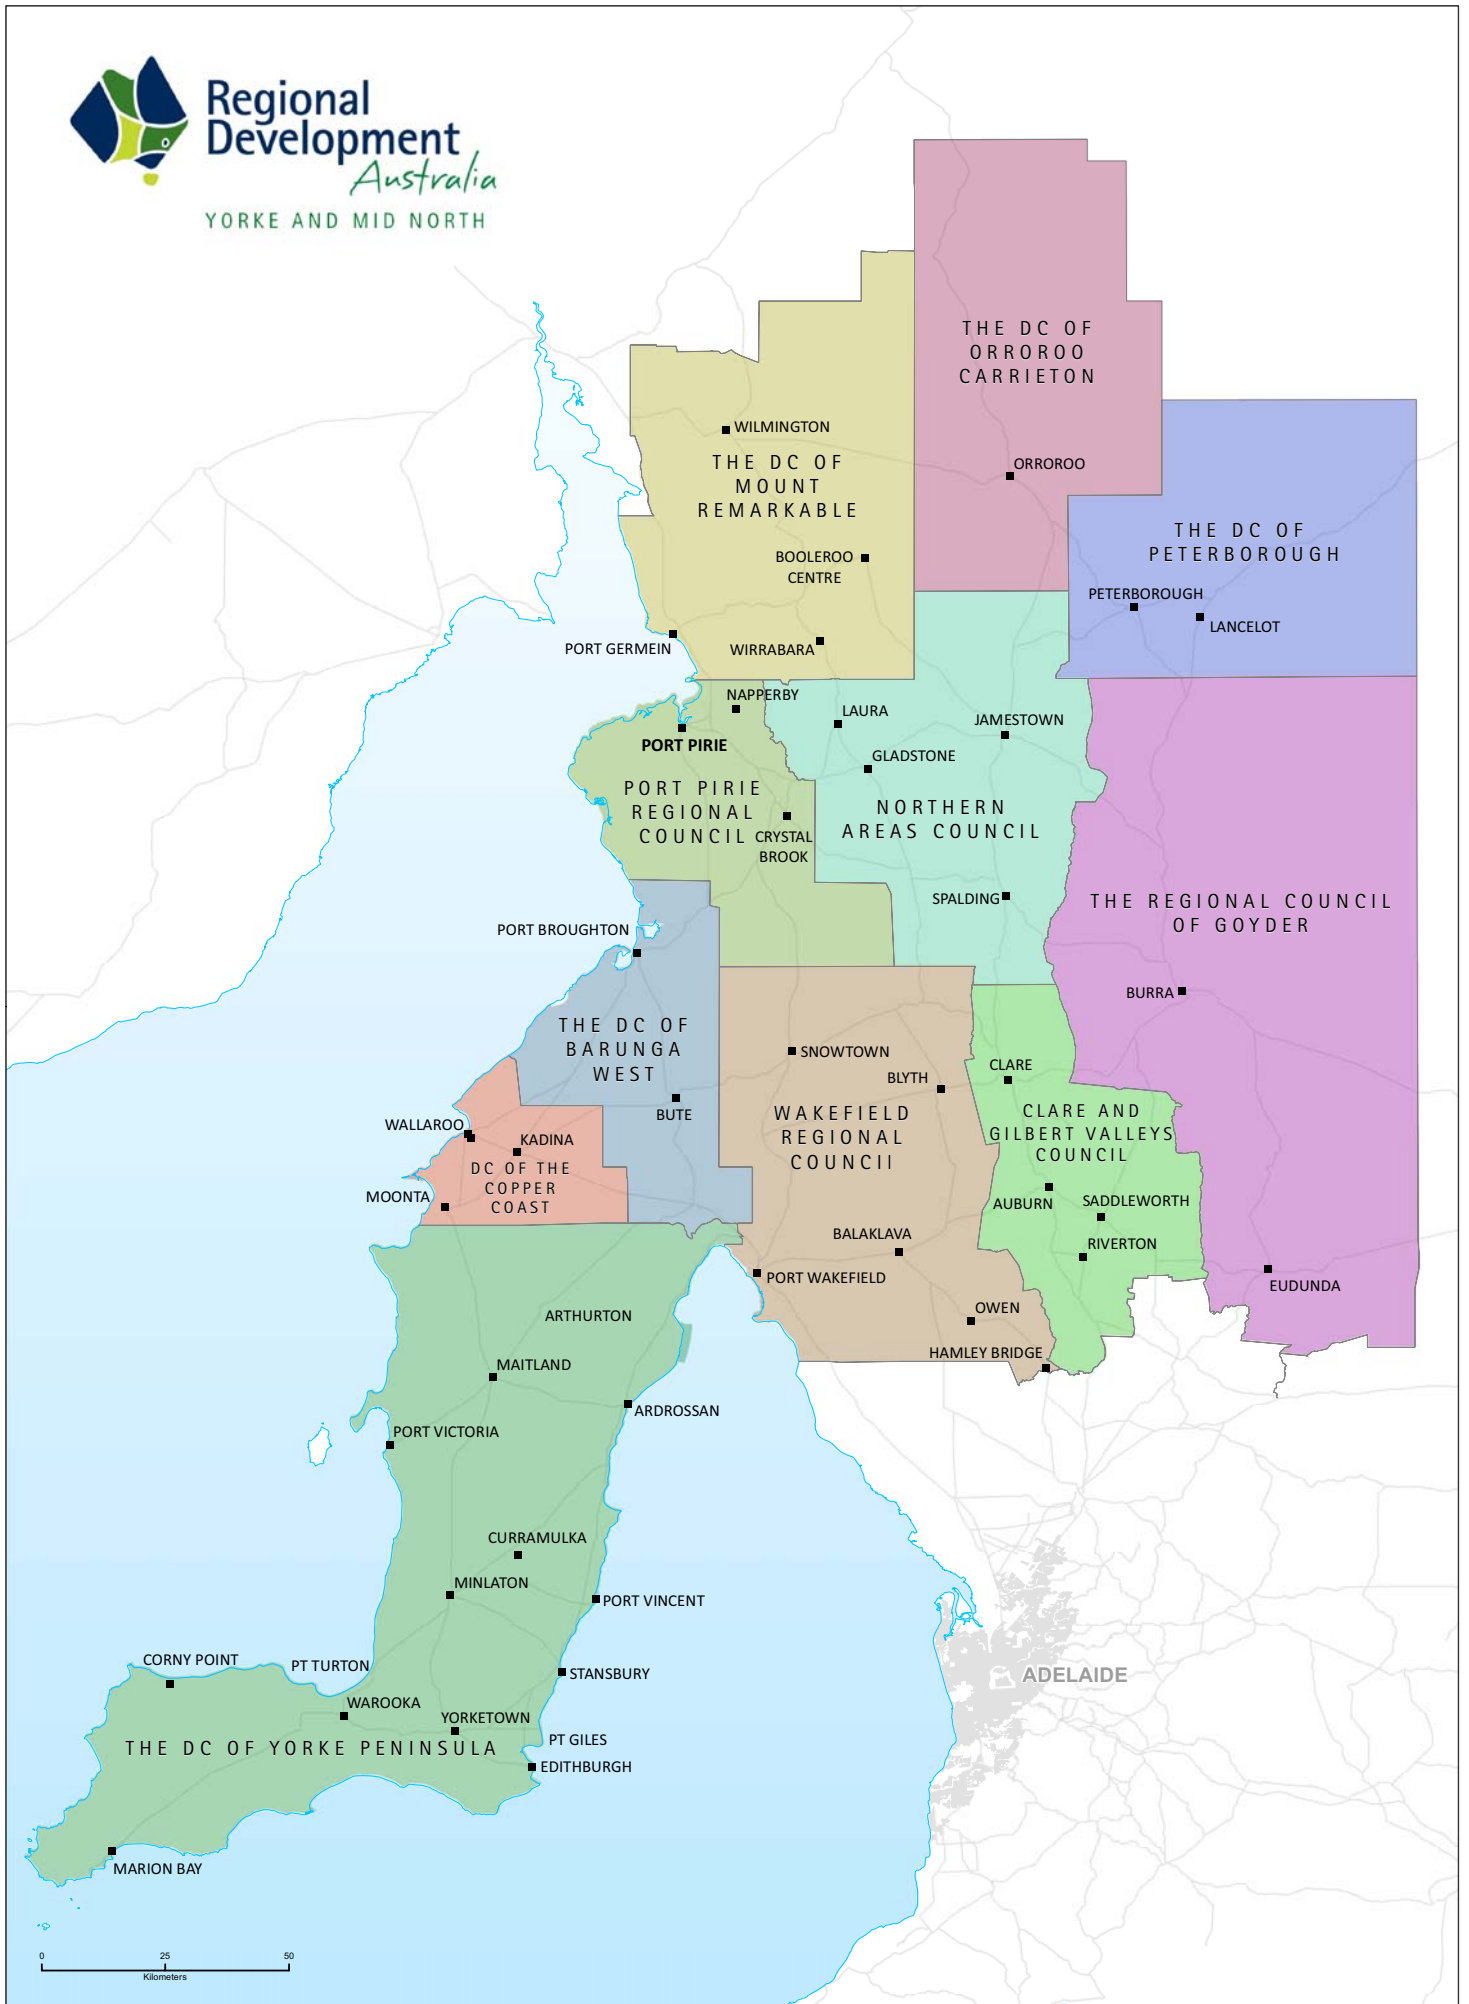 Regional
Development
Australia
YORKE AND MID NORTH
THE DC OF
ORROROO
CARRIETON
WILMINGTON
THE DC OF
MOUNT
REMARKABLE
ORROROO
THE DC OF
PETERBOROUGH
BOOLEROO
CENTRE
PETERBOROUGH
LANCELOT
PORT GERMEIN
WIRRABARA
NAPPERBY
LAURA
JAMESTOWN
PORT PIRIE
GLADSTONE
PORT PIRIE
REGIONAL
COUNCIL
CRYSTAL
BROOK
NORTHERN
AREAS COUNCIL
SPALDING
THE REGIONAL COUNCIL
OF GOYDER
PORT BROUGHTON
BURRA
THE DC OF
BARUNGA
WEST
SNOWTOWN
BLYTH
CLARE
BUTE
WAKEFIELD
REGIONAL
COUNCIl
CLARE AND
GILBERT VALLEYS
COUNCIL
WALLAROO
KADINA
DC OF THE
COPPER
COAST
MOONTA
AUBURN
SADDLEWORTH
BALAKLAVA
RIVERTON
PORT WAKEFIELD
EUDUNDA
ARTHURTON
OWEN
HAMLEY BRIDGE
MAITLAND
ARDROSSAN
PORT VICTORIA
CURRAMULKA
MINLATON
PORT VINCENT
CORNY POINT
PT TURTON
STANSBURY
ADELAIDE
WAROOKA
YORKETOWN
PT GILES
THE DC OF YORKE PENINSULA
EDITHBURGH
MARION BAY
0 25 50
Kilometers